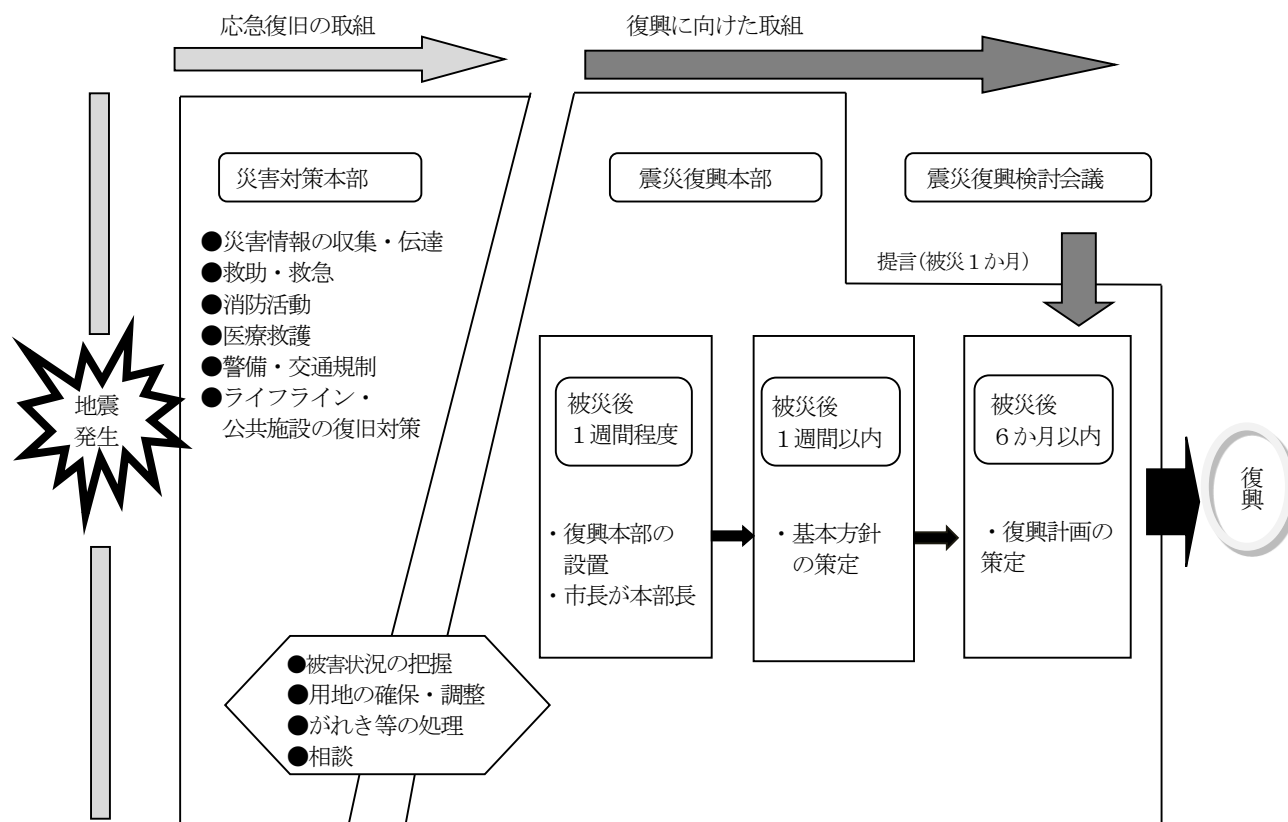 応急復旧の取組
復興に向けた取組
災害対策本部
震災復興本部
震災復興検討会議
●災害情報の収集・伝達
●救助・救急
●消防活動
●医療救護
●警備・交通規制
●ライフライン・
公共施設の復旧対策
提言(被災１か月)
地震
発生
被災後
１週間程度
・復興本部の
設置
・市長が本部長
被災後
１週間以内
・基本方針
の策定
被災後
６か月以内
・復興計画の
策定
復
興
●被害状況の把握
●用地の確保・調整
●がれき等の処理
●相談